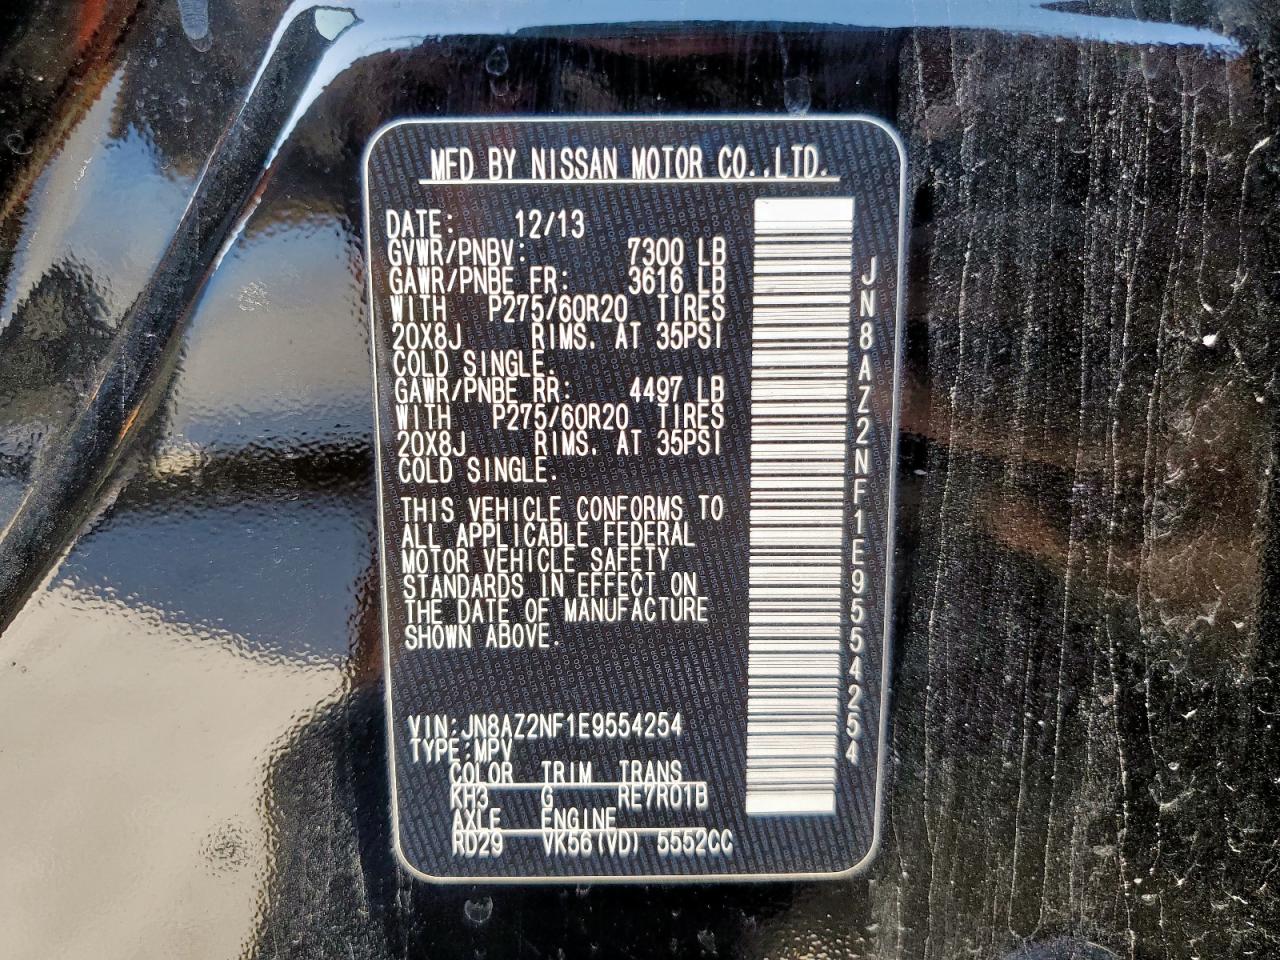 MFD BY NISSAN MOTOR CO.,LTD.
DATE: 12/13
GVWR/PNBV: 7300 LB
GAWR/PNBE FR: 3616 LB
WITH P275/60R20 TIRES
20X8J RIMS. AT 35PSI
COLD SINGLE.
GAWR/PNBE RR: 4497 LB
WITH P275/60R20 TIRES
20X8J RIMS. AT 35PSI
COLD SINGLE.
THIS VEHICLE CONFORMS TO
ALL APPLICABLE FEDERAL
MOTOR VEHICLE SAFETY
STANDARDS IN EFFECT ON
THE DATE OF MANUFACTURE
SHOWN ABOVE.
VIN:JN8AZ2NF1E9554254
TYPE:MPV
COLOR TRIM TRANS
KH3 G RE7R01B
AXLE ENGINE
RD29 VK56(VD) 5552CC
JN8AZ2NF1E9554254